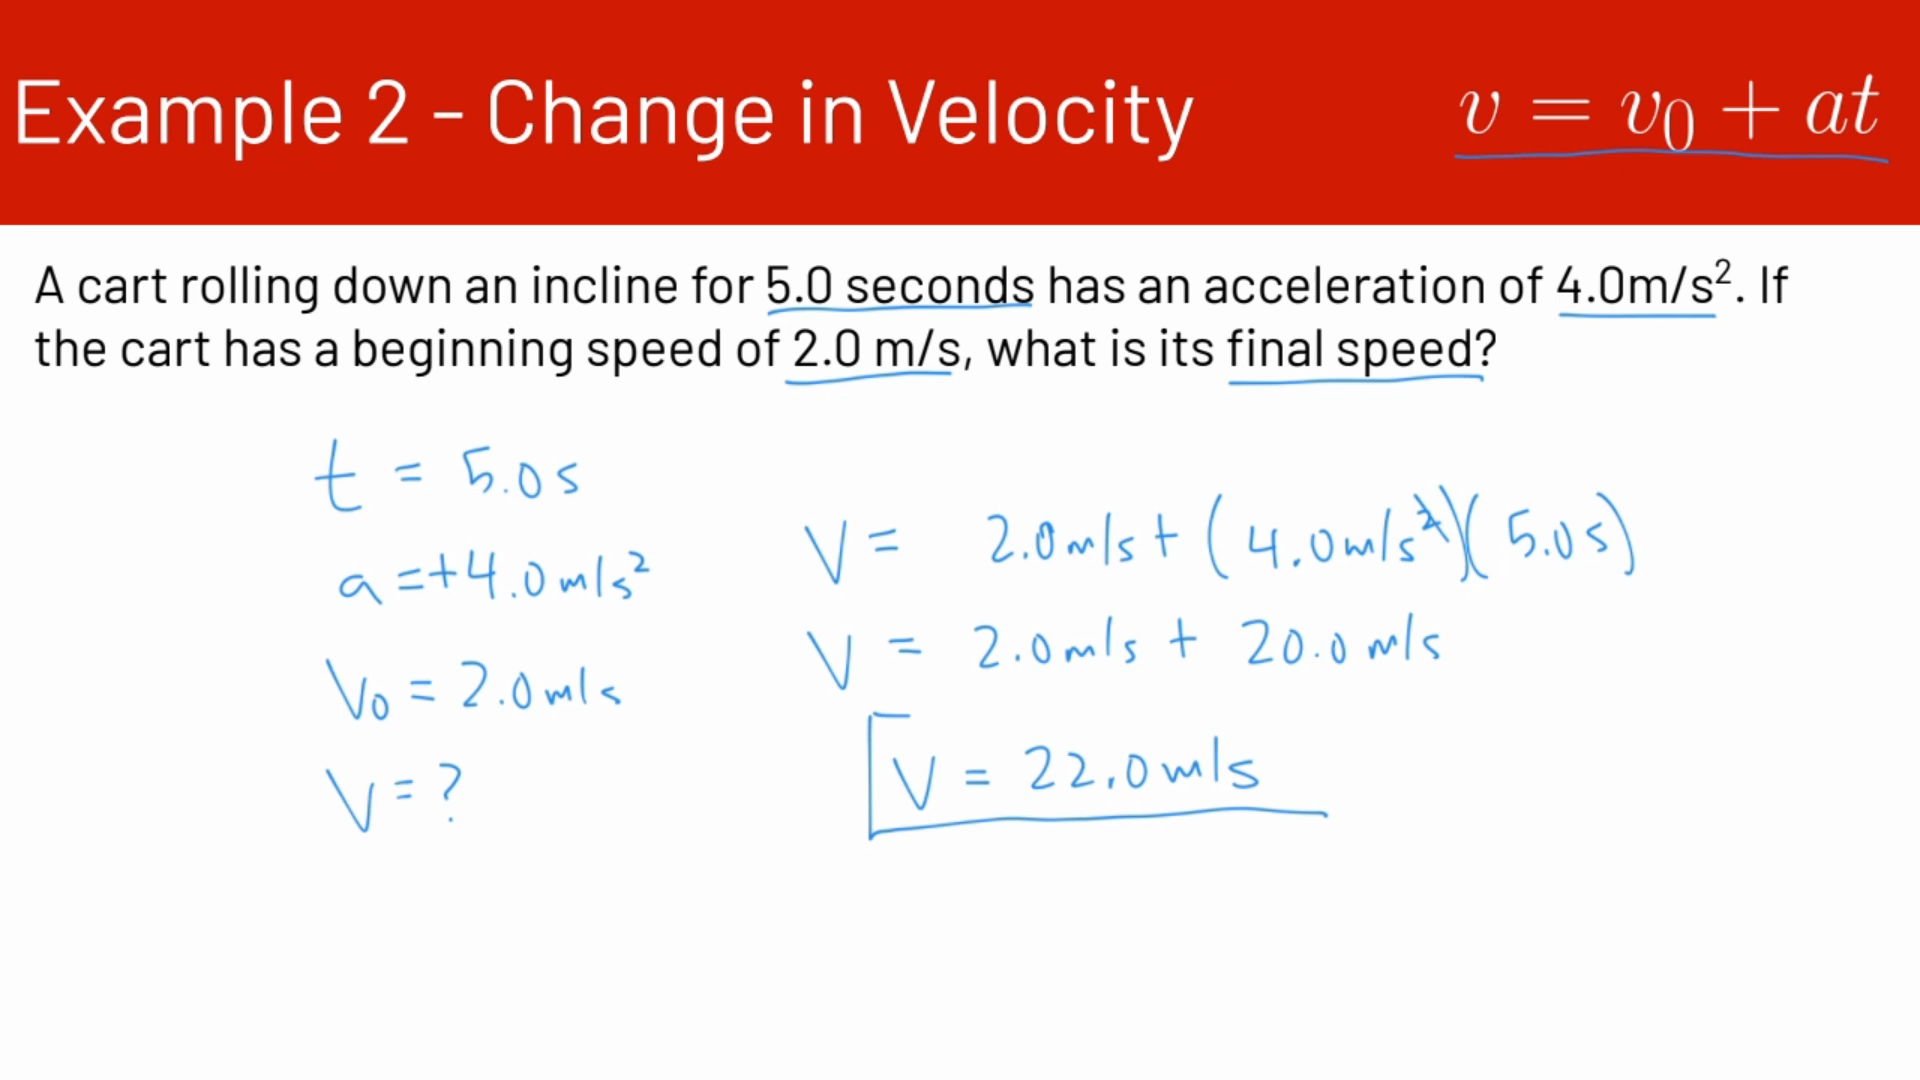 Example 2 - Change in Velocity
v = v₀ + at
A cart rolling down an incline for 5.0 seconds has an acceleration of 4.0m/s². If
the cart has a beginning speed of 2.0 m/s, what is its final speed?
t = 5.0s
a = +4.0m/s²
V₀ = 2.0m/s
V = ?
V = 2.0m/s + (4.0m/s²)(5.0s)
V = 2.0m/s + 20.0m/s
V = 22.0m/s